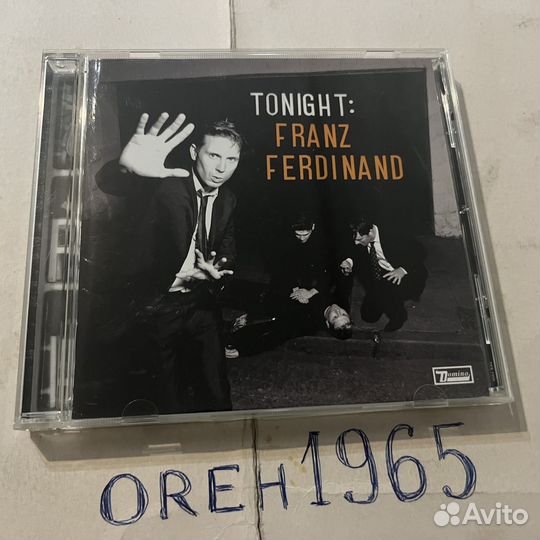 TONIGHT:
FRANZ
FERDINAND
Domino
OREH1965
Avito